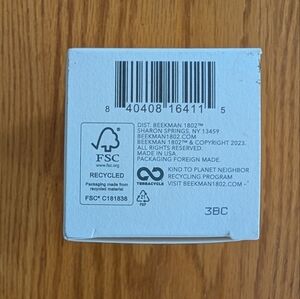 8 40408 16411 5
DIST. BEEKMAN 1802™
SHARON SPRINGS, NY 13459
BEEKMAN1802.COM
BEEKMAN 1802™ & COPYRIGHT 2023.
ALL RIGHTS RESERVED.
MADE IN USA.
PACKAGING FOREIGN MADE.
FSC
www.fsc.org
RECYCLED
Packaging made from
recycled material
FSC® C181838
TERRACYCLE
KIND TO PLANET NEIGHBOR
RECYCLING PROGRAM
VISIT BEEKMAN1802.COM
3BC